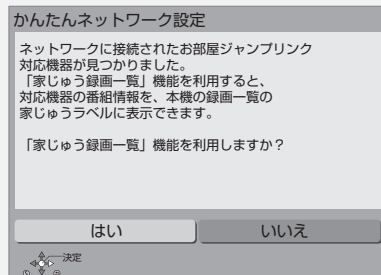 かんたんネットワーク設定
ネットワークに接続されたお部屋ジャンプリンク
対応機器が見つかりました。
「家じゅう録画一覧」機能を利用すると、
対応機器の番組情報を、本機の録画一覧の
家じゅうラベルに表示できます。
「家じゅう録画一覧」機能を利用しますか？
はい
いいえ
決定